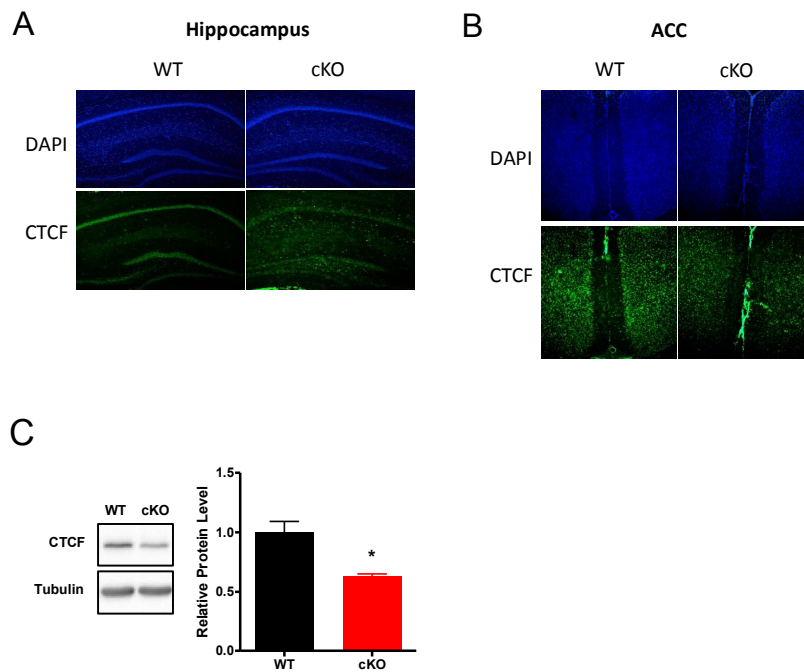 A
Hippocampus
WT cKO
DAPI
CTCF
B
ACC
WT cKO
DAPI
CTCF
C
WT cKO
CTCF
Tubulin
Relative Protein Level
1.5
1.0
0.5
0.0
*
WT cKO